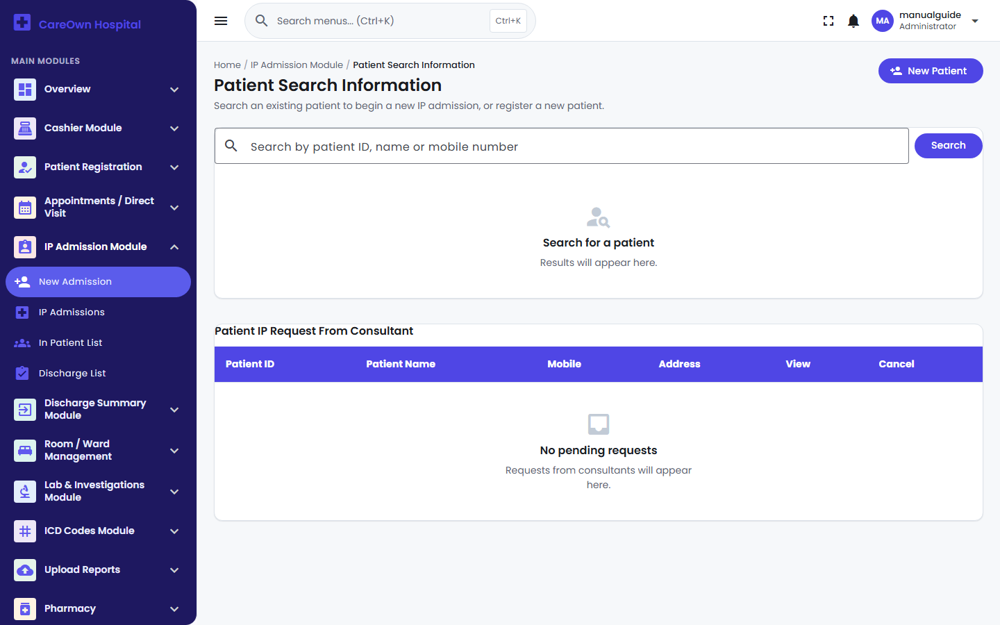 CareOwn Hospital
MAIN MODULES
Overview
Cashier Module
Patient Registration
Appointments / Direct
Visit
IP Admission Module
New Admission
IP Admissions
In Patient List
Discharge List
Discharge Summary
Module
Room / Ward
Management
Lab & Investigations
Module
ICD Codes Module
Upload Reports
Pharmacy
Search menus... (Ctrl+K)
Ctrl+K
MA
manualguide
Administrator
Home / IP Admission Module / Patient Search Information
Patient Search Information
Search an existing patient to begin a new IP admission, or register a new patient.
New Patient
Search by patient ID, name or mobile number
Search
Search for a patient
Results will appear here.
Patient IP Request From Consultant
Patient ID Patient Name Mobile Address View Cancel
No pending requests
Requests from consultants will appear
here.